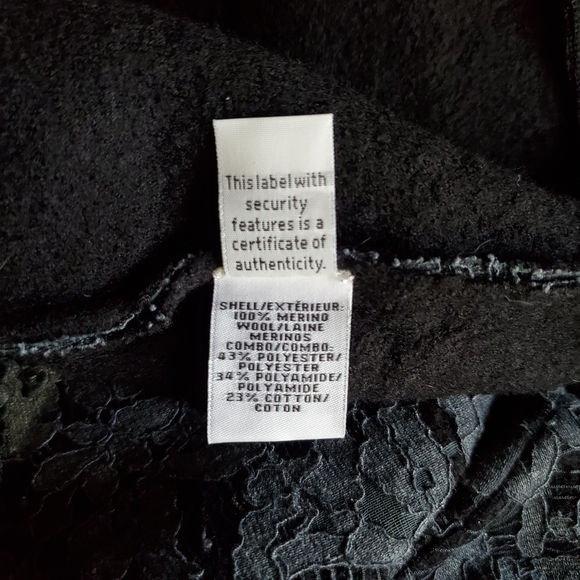 This label with
security
features is a
certificate of
authenticity.
SHELL/EXTÉRIEUR:
100% MERINO
WOOL/LAINE
MERINOS
COMBO/COMBO:
43% POLYESTER/
POLYESTER
34% POLYAMIDE/
POLYAMIDE
23% COTTON/
COTON